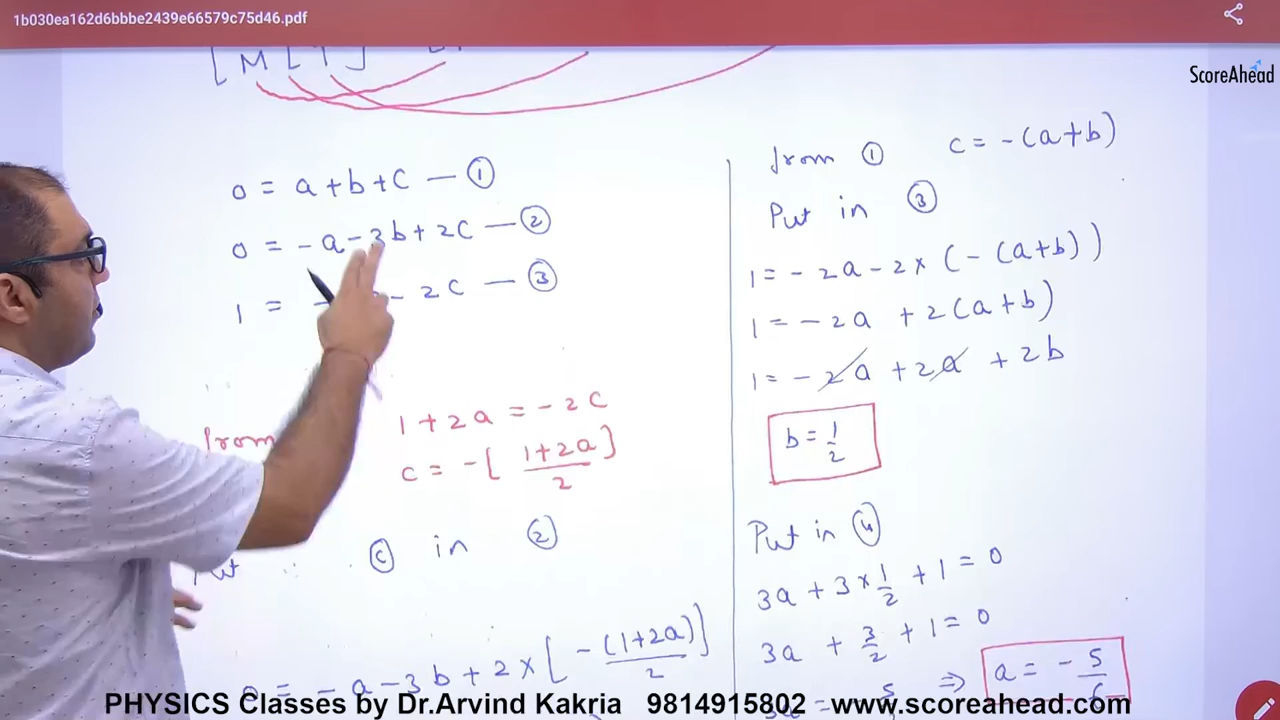 1b030ea162d6bbbe2439e66579c75d46.pdf
ScoreAhead
[M L T]
0 = a + b + c — ①
0 = - a - 3b + 2c — ②
1 = - 2c — ③
from
1 + 2a = - 2c
c = - [ (1+2a)/2 ]
Put © in ②
0 = - a - 3b + 2 × [ - (1+2a)/2 ]
from ① c = - (a+b)
Put in ③
1 = - 2a - 2 × ( - (a+b) )
1 = - 2a + 2 (a+b)
1 = - 2a + 2a + 2b
b = 1/2
Put in ④
3a + 3 × 1/2 + 1 = 0
3a + 3/2 + 1 = 0
⇒ a = - 5/6
PHYSICS Classes by Dr.Arvind Kakria 9814915802 www.scoreahead.com